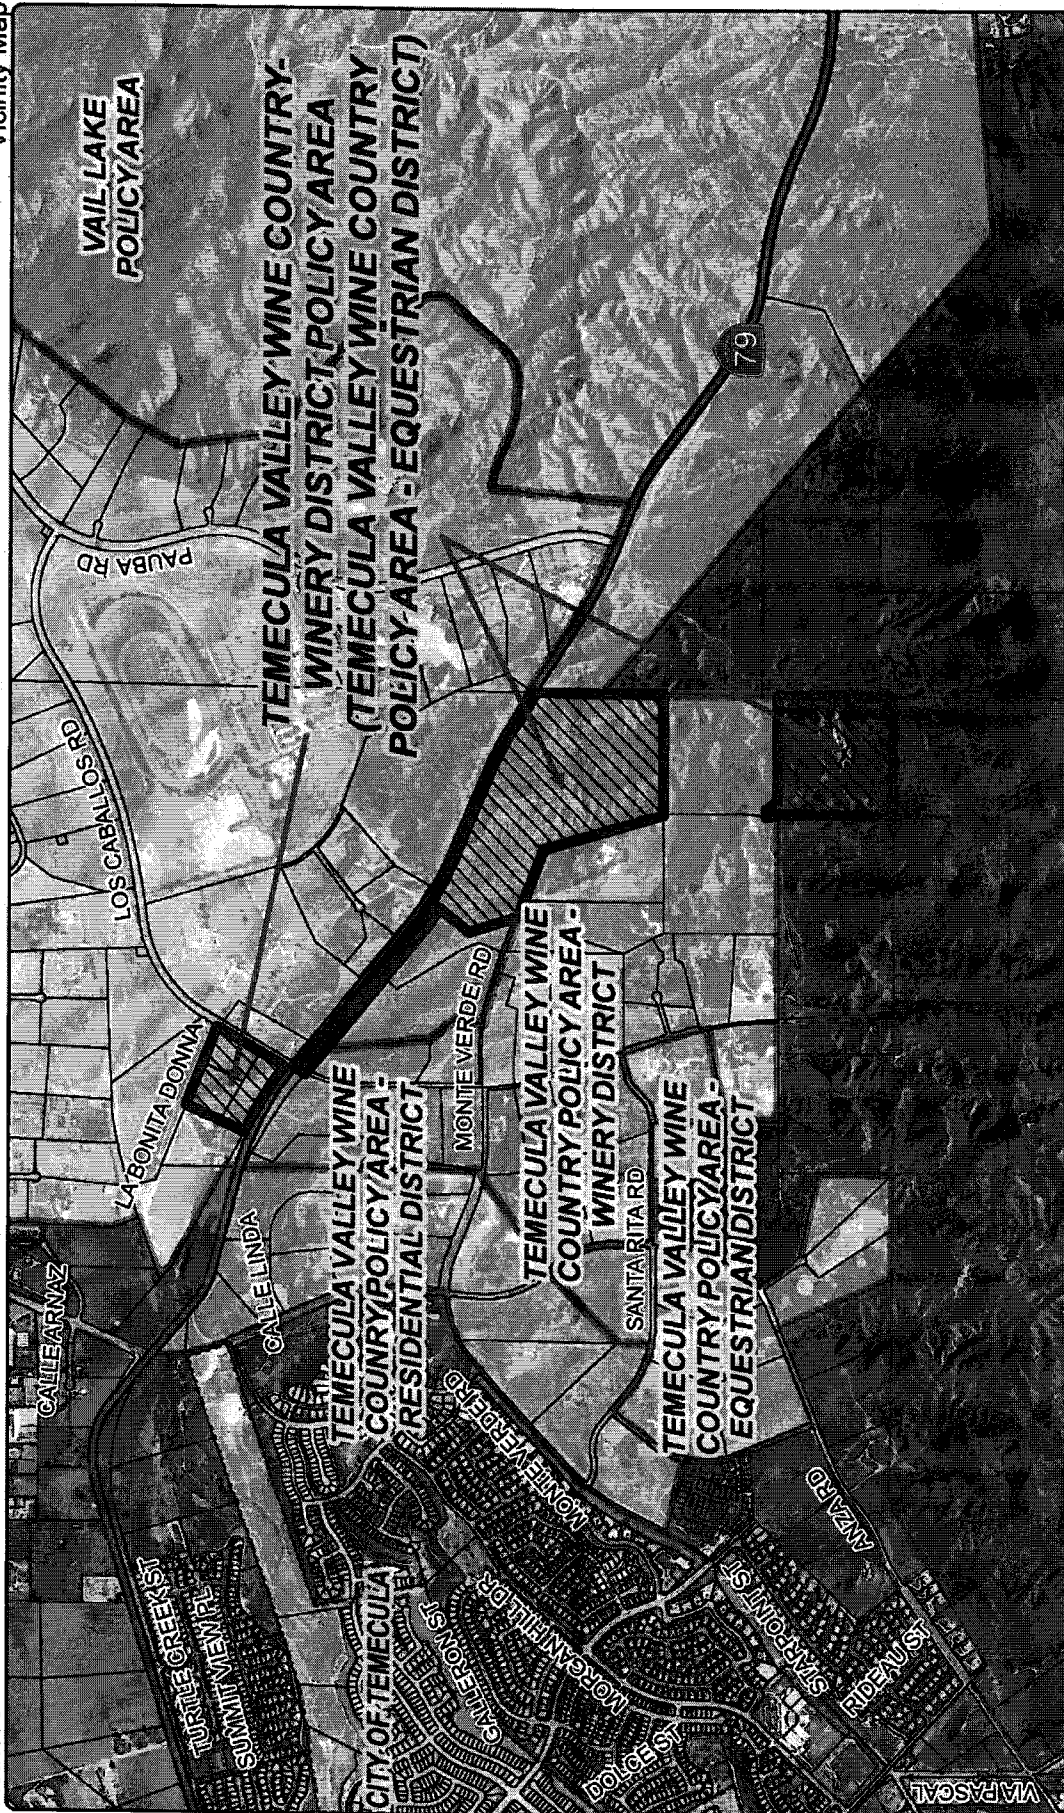 Vicinity Map
VAIL LAKE
POLICY AREA
TEMECULA VALLEY WINE COUNTRY-
WINERY DISTRICT POLICY AREA
(TEMECULA VALLEY WINE COUNTRY
POLICY AREA - EQUESTRIAN DISTRICT)
79
PAUBA RD
LOS CABALLOS RD
LA BONITA DONNA
CALLE ARNAZ
CALLE LINDA
MONTE VERDE RD
TEMECULA VALLEY WINE
COUNRY POLICY AREA -
RESIDENTIAL DISTRICT
TEMECULA VALLEY WINE
COUNTRY POLICY AREA -
WINERY DISTRICT
SANTA RITA RD
TEMECULA VALLEY WINE
COUNTRY POLICY AREA -
EQUESTRIAN DISTRICT
MONTE VERDE RD
ANZA RD
TURTLE CREEK ST
SUMMIT VIEW PL
CITY OF TEMECULA
CALLERON ST
MORGAN HILL DR
DOLCE ST
STARPOINT ST
RIDEAU ST
VIA PASCAL